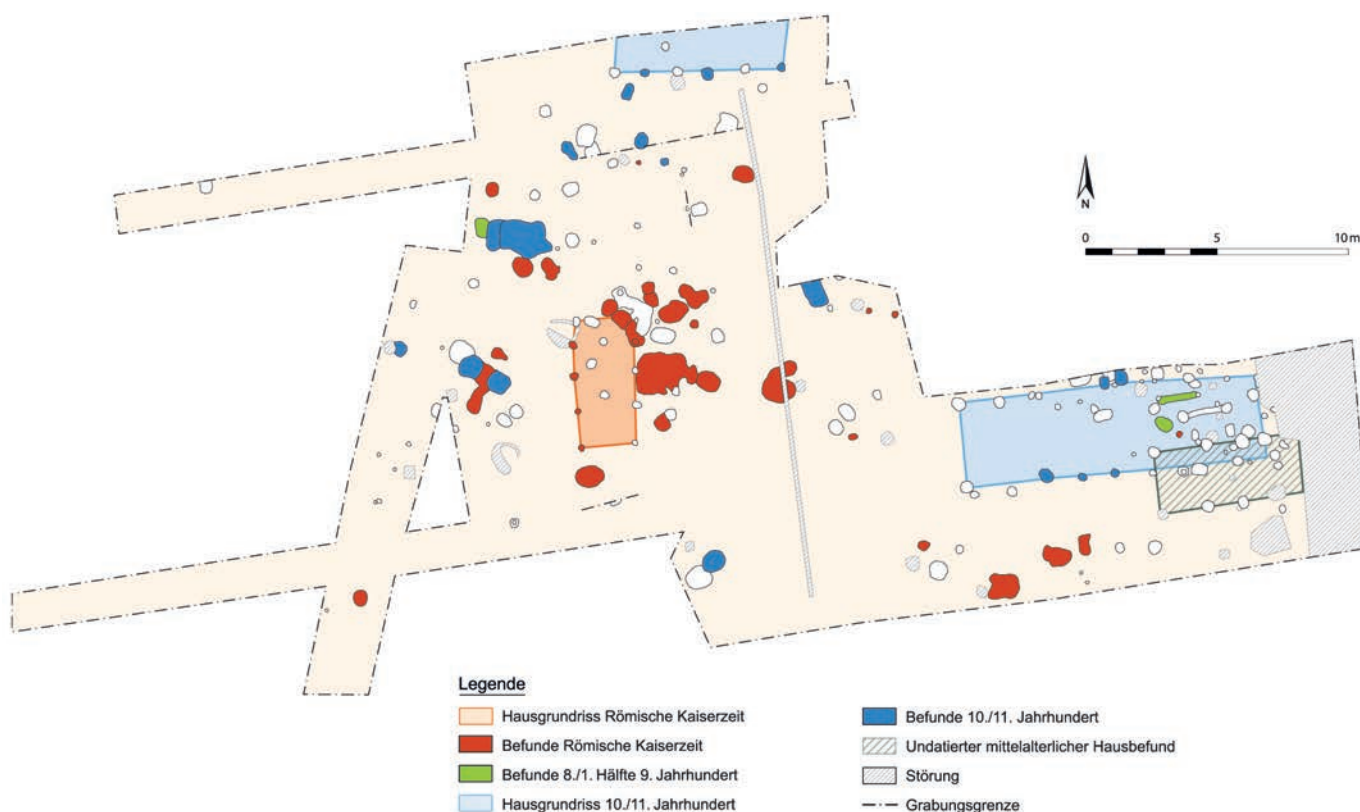 N
0 5 10 m
Legende
Hausgrundriss Römische Kaiserzeit
Befunde Römische Kaiserzeit
Befunde 8./1. Hälfte 9. Jahrhundert
Hausgrundriss 10./11. Jahrhundert
Befunde 10./11. Jahrhundert
Undatierter mittelalterlicher Hausbefund
Störung
Grabungsgrenze